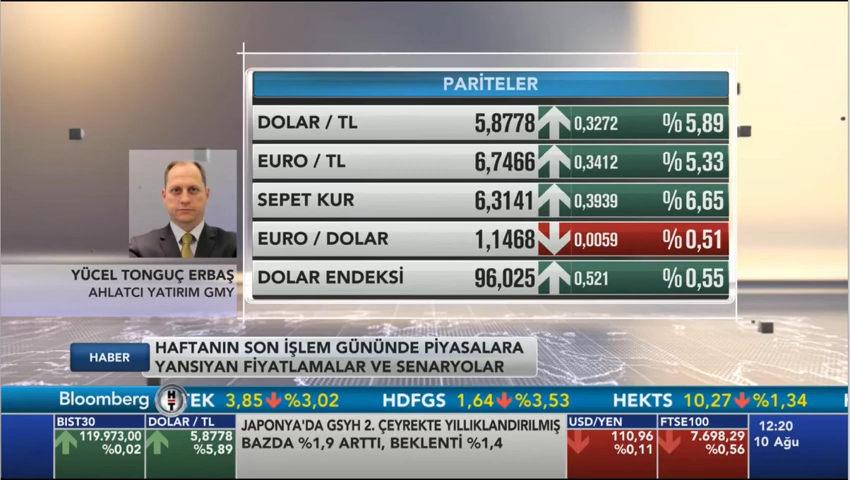 PARİTELER
DOLAR / TL 5,8778 0,3272 %5,89
EURO / TL 6,7466 0,3412 %5,33
SEPET KUR 6,3141 0,3939 %6,65
EURO / DOLAR 1,1468 0,0059 %0,51
DOLAR ENDEKSİ 96,025 0,521 %0,55
YÜCEL TONGUÇ ERBAŞ
AHLATCI YATIRIM GMY
HABER
HAFTANIN SON İŞLEM GÜNÜNDE PİYASALARA
YANSIYAN FİYATLAMALAR VE SENARYOLAR
Bloomberg HT TEK 3,85 %3,02 HDFGS 1,64 %3,53 HEKTS 10,27 %1,34
BIST30
119.973,00
%0,02
DOLAR / TL
5,8778
%5,89
JAPONYA'DA GSYH 2. ÇEYREKTE YILLIKLANDIRILMIŞ
BAZDA %1,9 ARTTI, BEKLENTİ %1,4
USD/YEN
110,96
%0,11
FTSE100
7.698,29
%0,56
12:20
10 Ağu